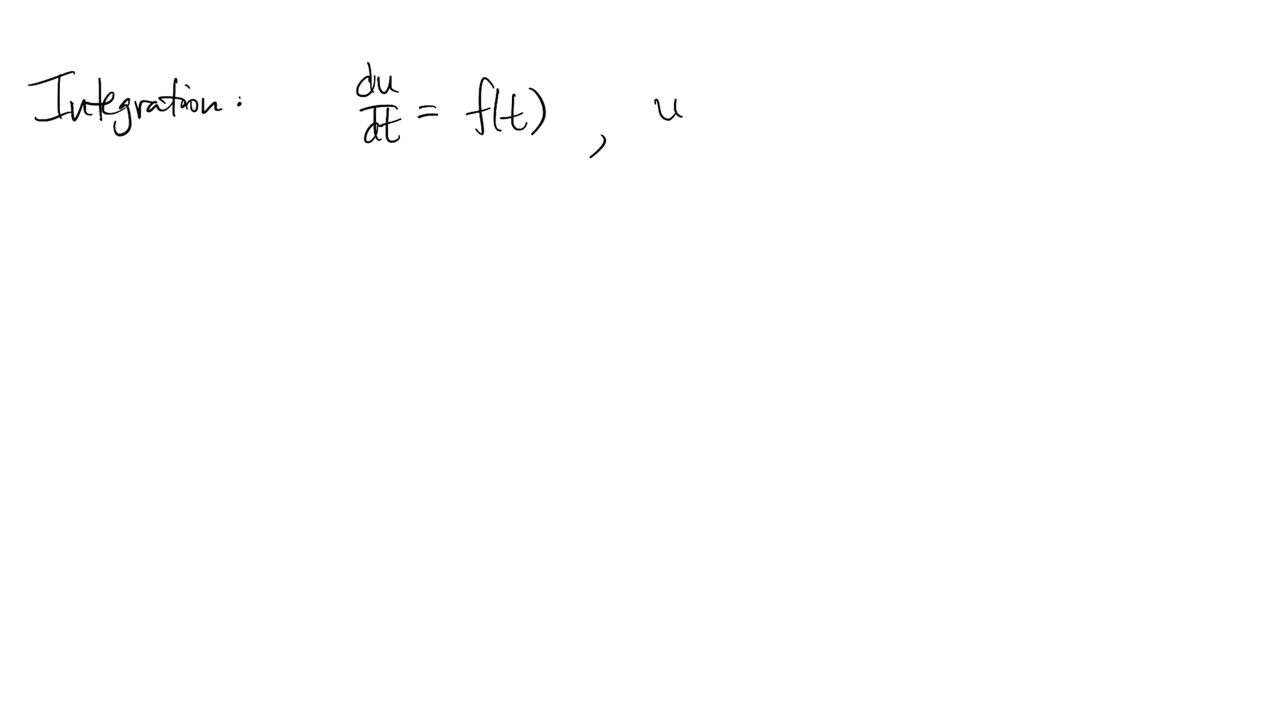 Integration: du/dt = f(t) , u